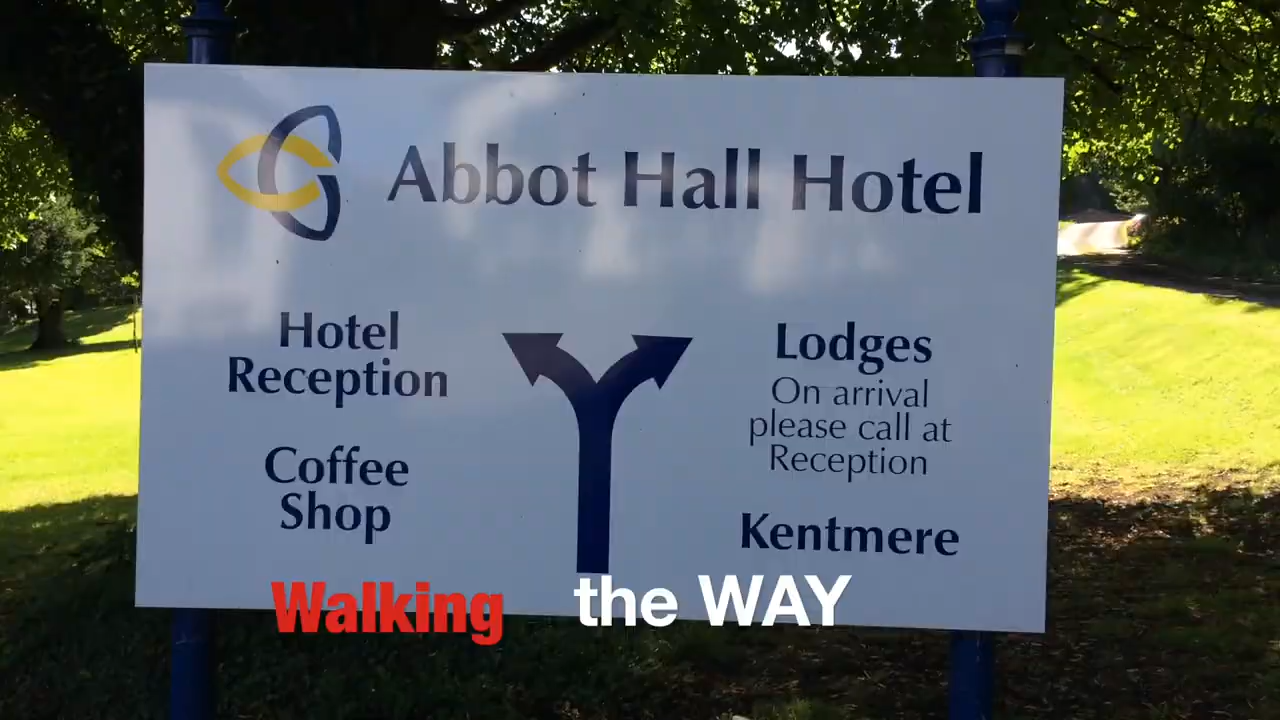 Abbot Hall Hotel
Hotel
Reception
Coffee
Shop
Lodges
On arrival
please call at
Reception
Kentmere
Walking the WAY